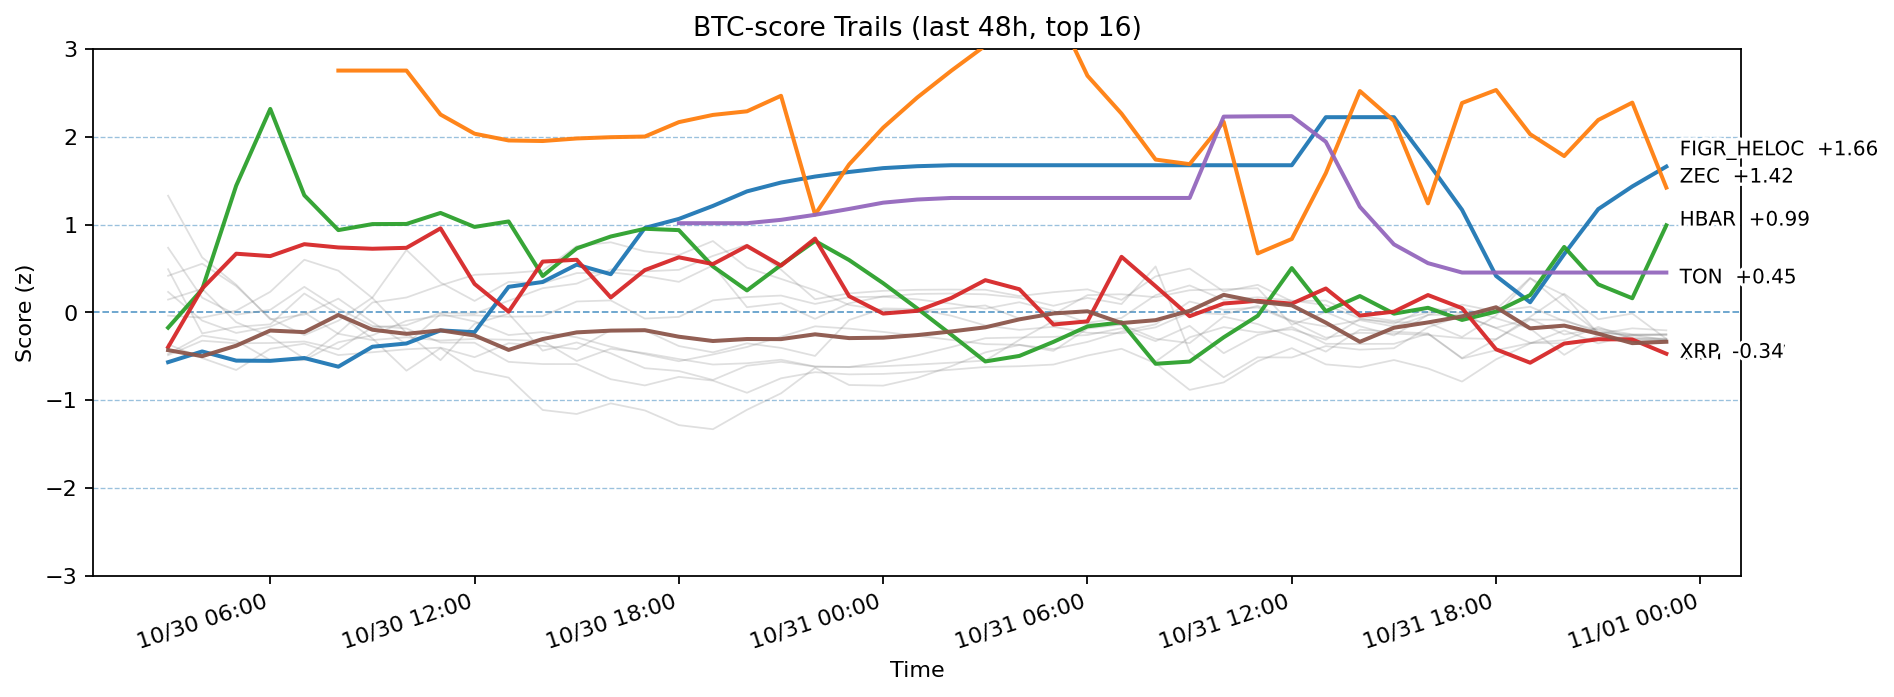 BTC-score Trails (last 48h, top 16)
Score (z)
3
2
1
0
−1
−2
−3
FIGR_HELOC +1.66
ZEC +1.42
HBAR +0.99
TON +0.45
XRP -0.34
10/30 06:00
10/30 12:00
10/30 18:00
10/31 00:00
10/31 06:00
10/31 12:00
10/31 18:00
11/01 00:00
Time